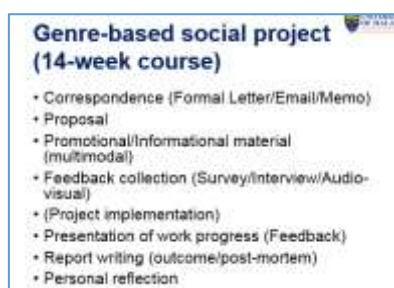 Genre-based social project
(14-week course)
• Correspondence (Formal Letter/Email/Memo)
• Proposal
• Promotional/Informational material
(multimodal)
• Feedback collection (Survey/Interview/Audio-
visual)
• (Project implementation)
• Presentation of work progress (Feedback)
• Report writing (outcome/post-mortem)
• Personal reflection